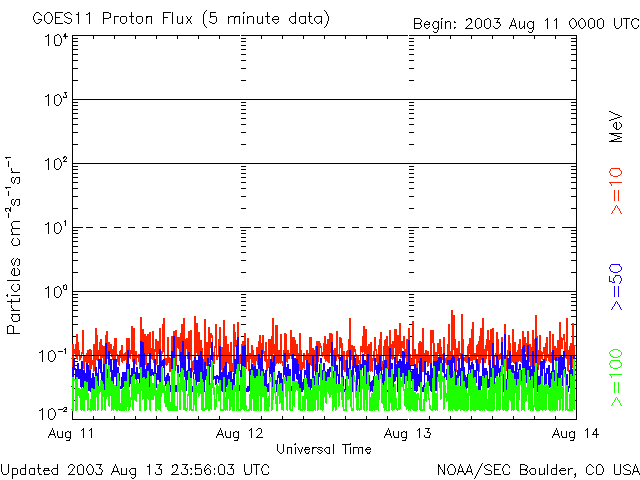 GOES11 Proton Flux (5 minute data)
Begin: 2003 Aug 11 0000 UTC
10⁴
10³
10²
10¹
10⁰
10⁻¹
10⁻²
Particles cm⁻²s⁻¹sr⁻¹
MeV
>=10
>=50
>=100
Aug 11
Aug 12
Aug 13
Aug 14
Universal Time
Updated 2003 Aug 13 23:56:03 UTC
NOAA/SEC Boulder, CO USA